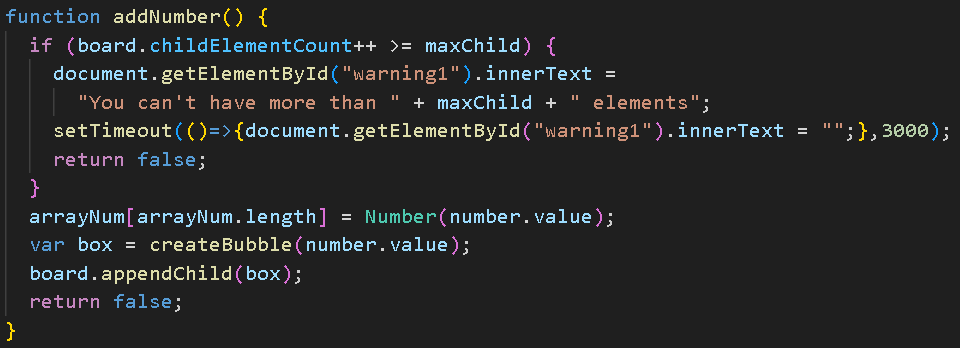 function addNumber() {
  if (board.childElementCount++ >= maxChild) {
    document.getElementById("warning1").innerText =
      "You can't have more than " + maxChild + " elements";
    setTimeout(()=>{document.getElementById("warning1").innerText = "";},3000);
    return false;
  }
  arrayNum[arrayNum.length] = Number(number.value);
  var box = createBubble(number.value);
  board.appendChild(box);
  return false;
}